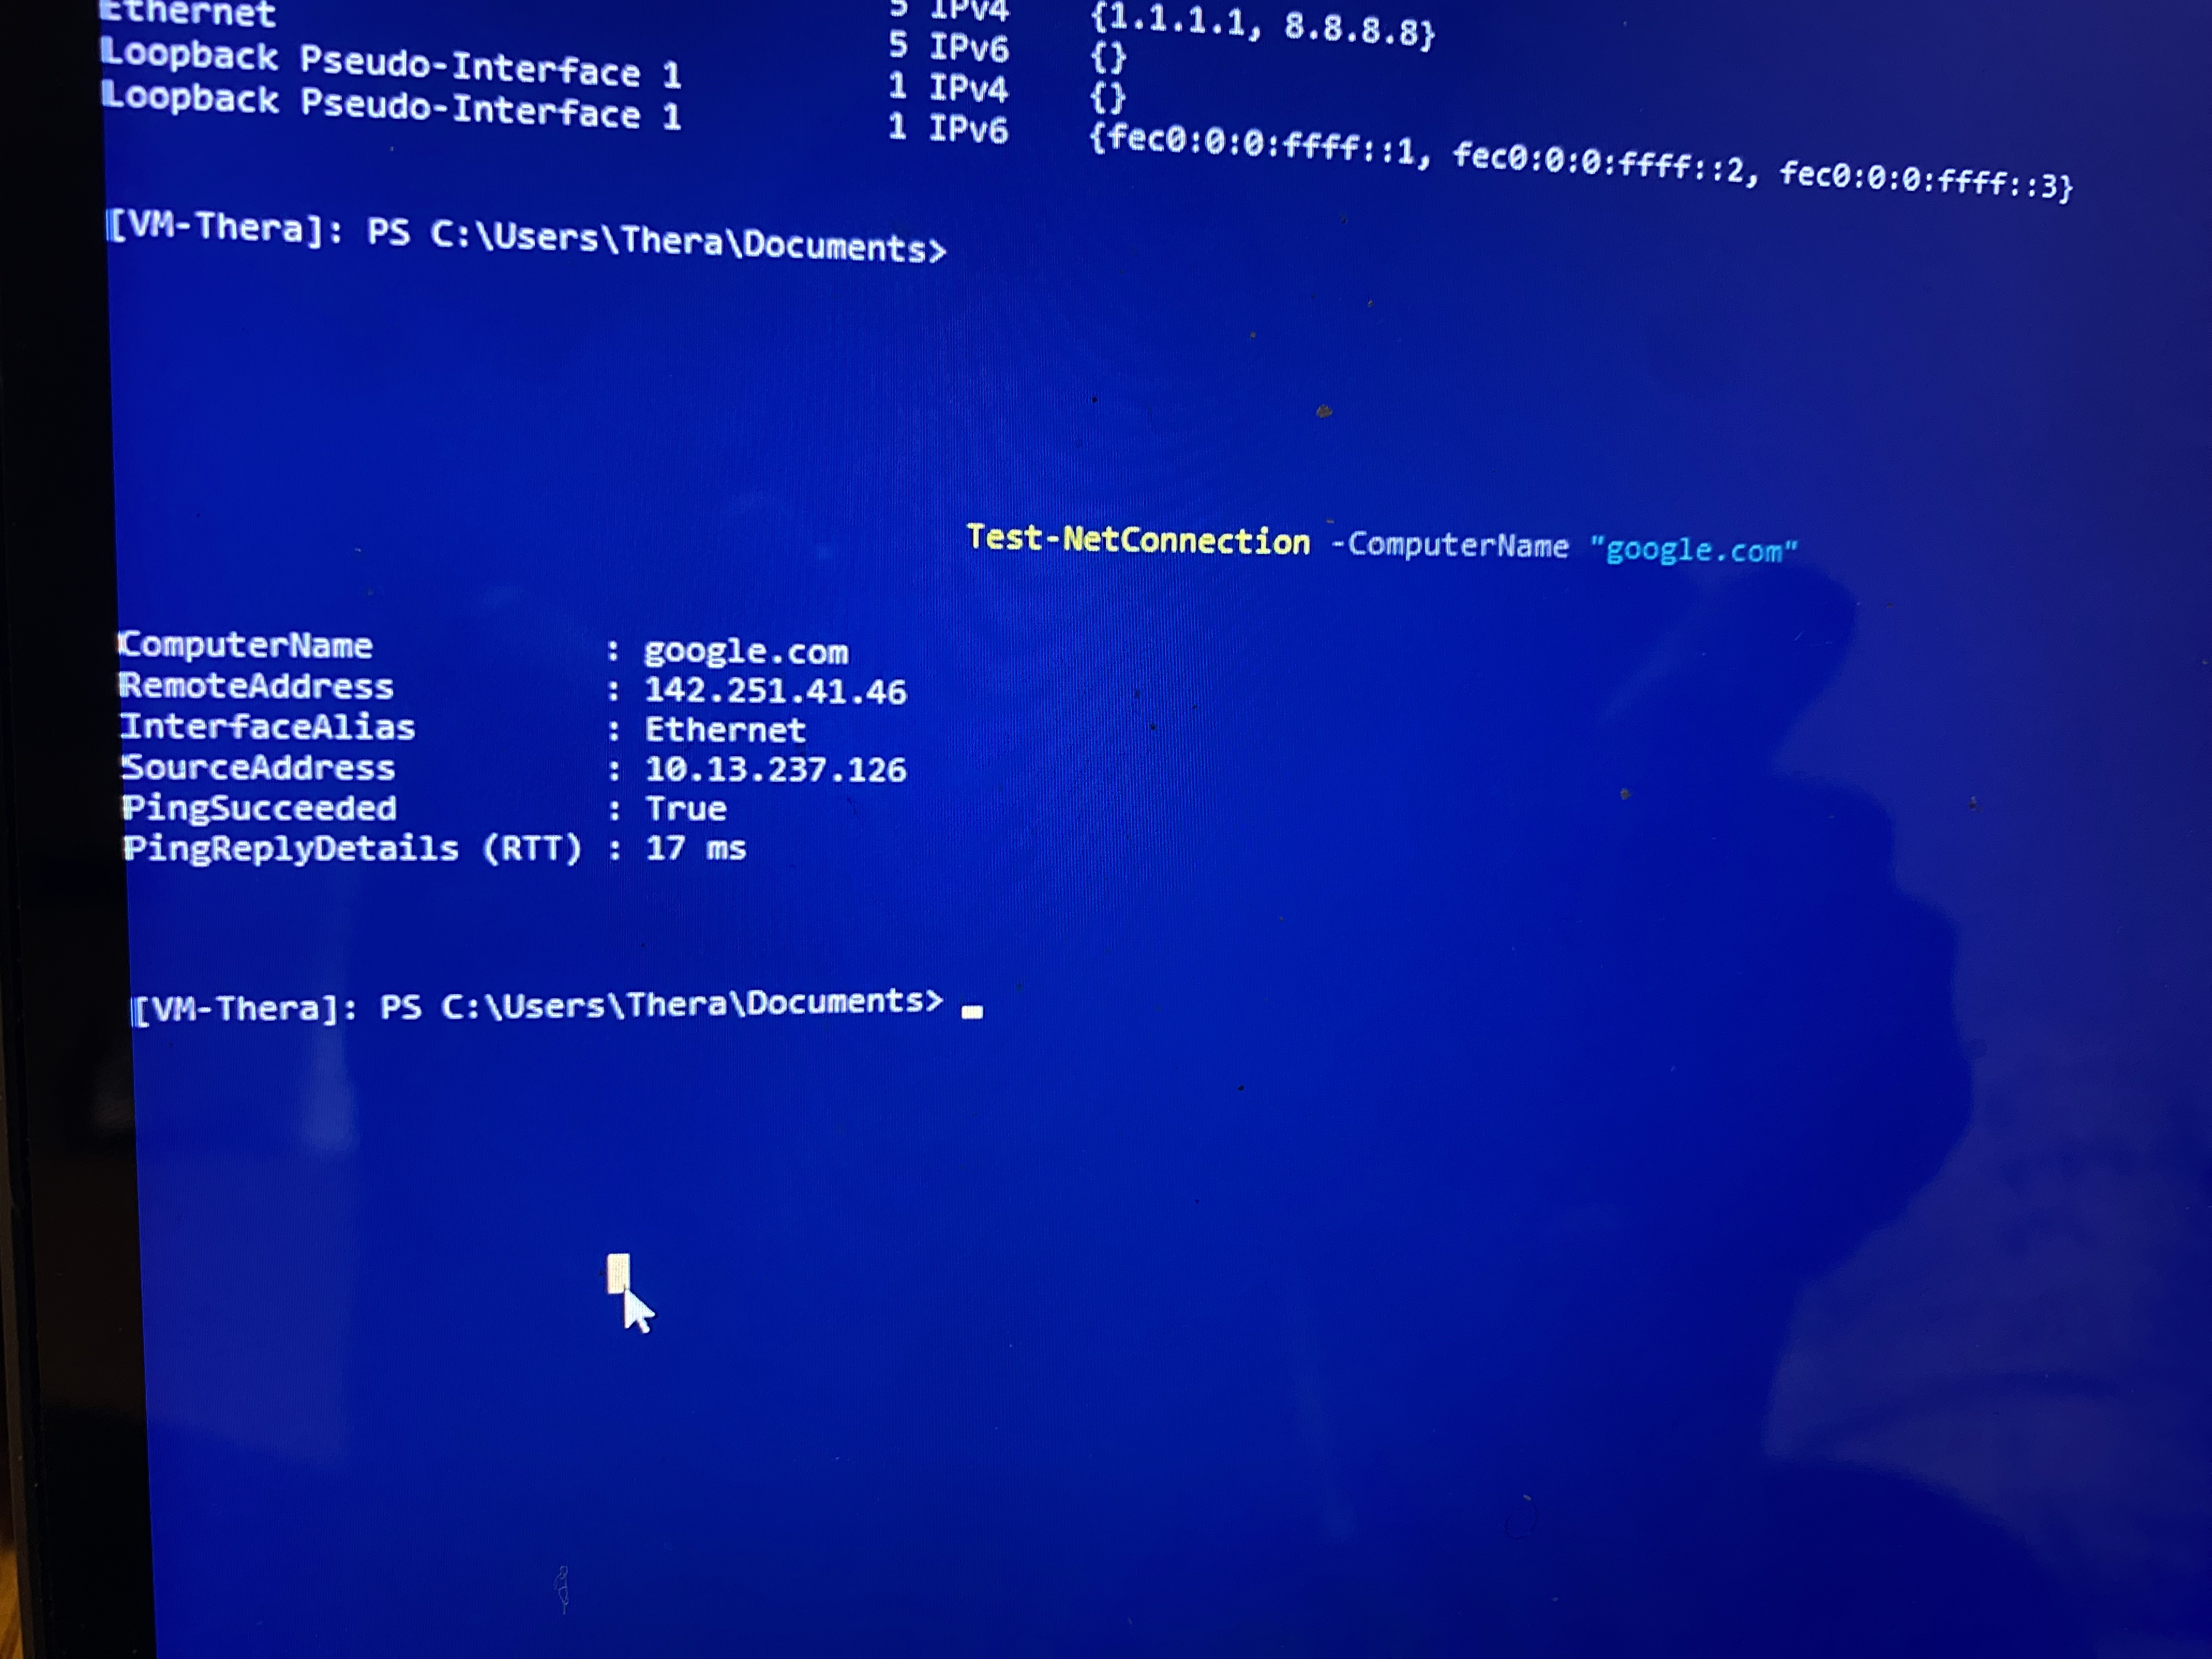 Ethernet 5 IPv4 {1.1.1.1, 8.8.8.8}
Loopback Pseudo-Interface 1 5 IPv6 {}
Loopback Pseudo-Interface 1 1 IPv4 {}
1 IPv6 {fec0:0:0:ffff::1, fec0:0:0:ffff::2, fec0:0:0:ffff::3}
[VM-Thera]: PS C:\Users\Thera\Documents>
Test-NetConnection -ComputerName "google.com"
ComputerName : google.com
RemoteAddress : 142.251.41.46
InterfaceAlias : Ethernet
SourceAddress : 10.13.237.126
PingSucceeded : True
PingReplyDetails (RTT) : 17 ms
[VM-Thera]: PS C:\Users\Thera\Documents>